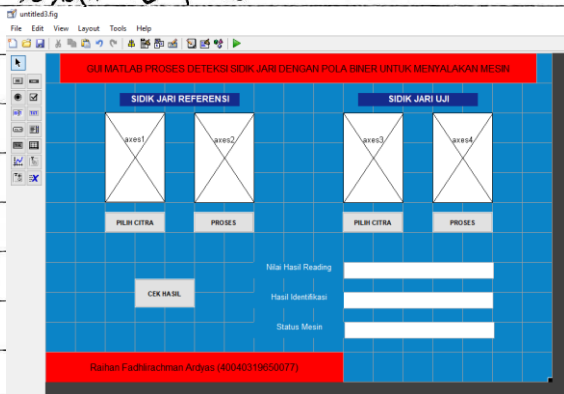 untitled3.fig
File Edit View Layout Tools Help
GUI MATLAB PROSES DETEKSI SIDIK JARI DENGAN POLA BINER UNTUK MENYALAKAN MESIN
SIDIK JARI REFERENSI SIDIK JARI UJI
axes1 axes2 axes3 axes4
PILIH CITRA PROSES PILIH CITRA PROSES
Nilai Hasil Reading
CEK HASIL Hasil Identifikasi
Status Mesin
Raihan Fadhlirachman Ardyas (40040319650077)